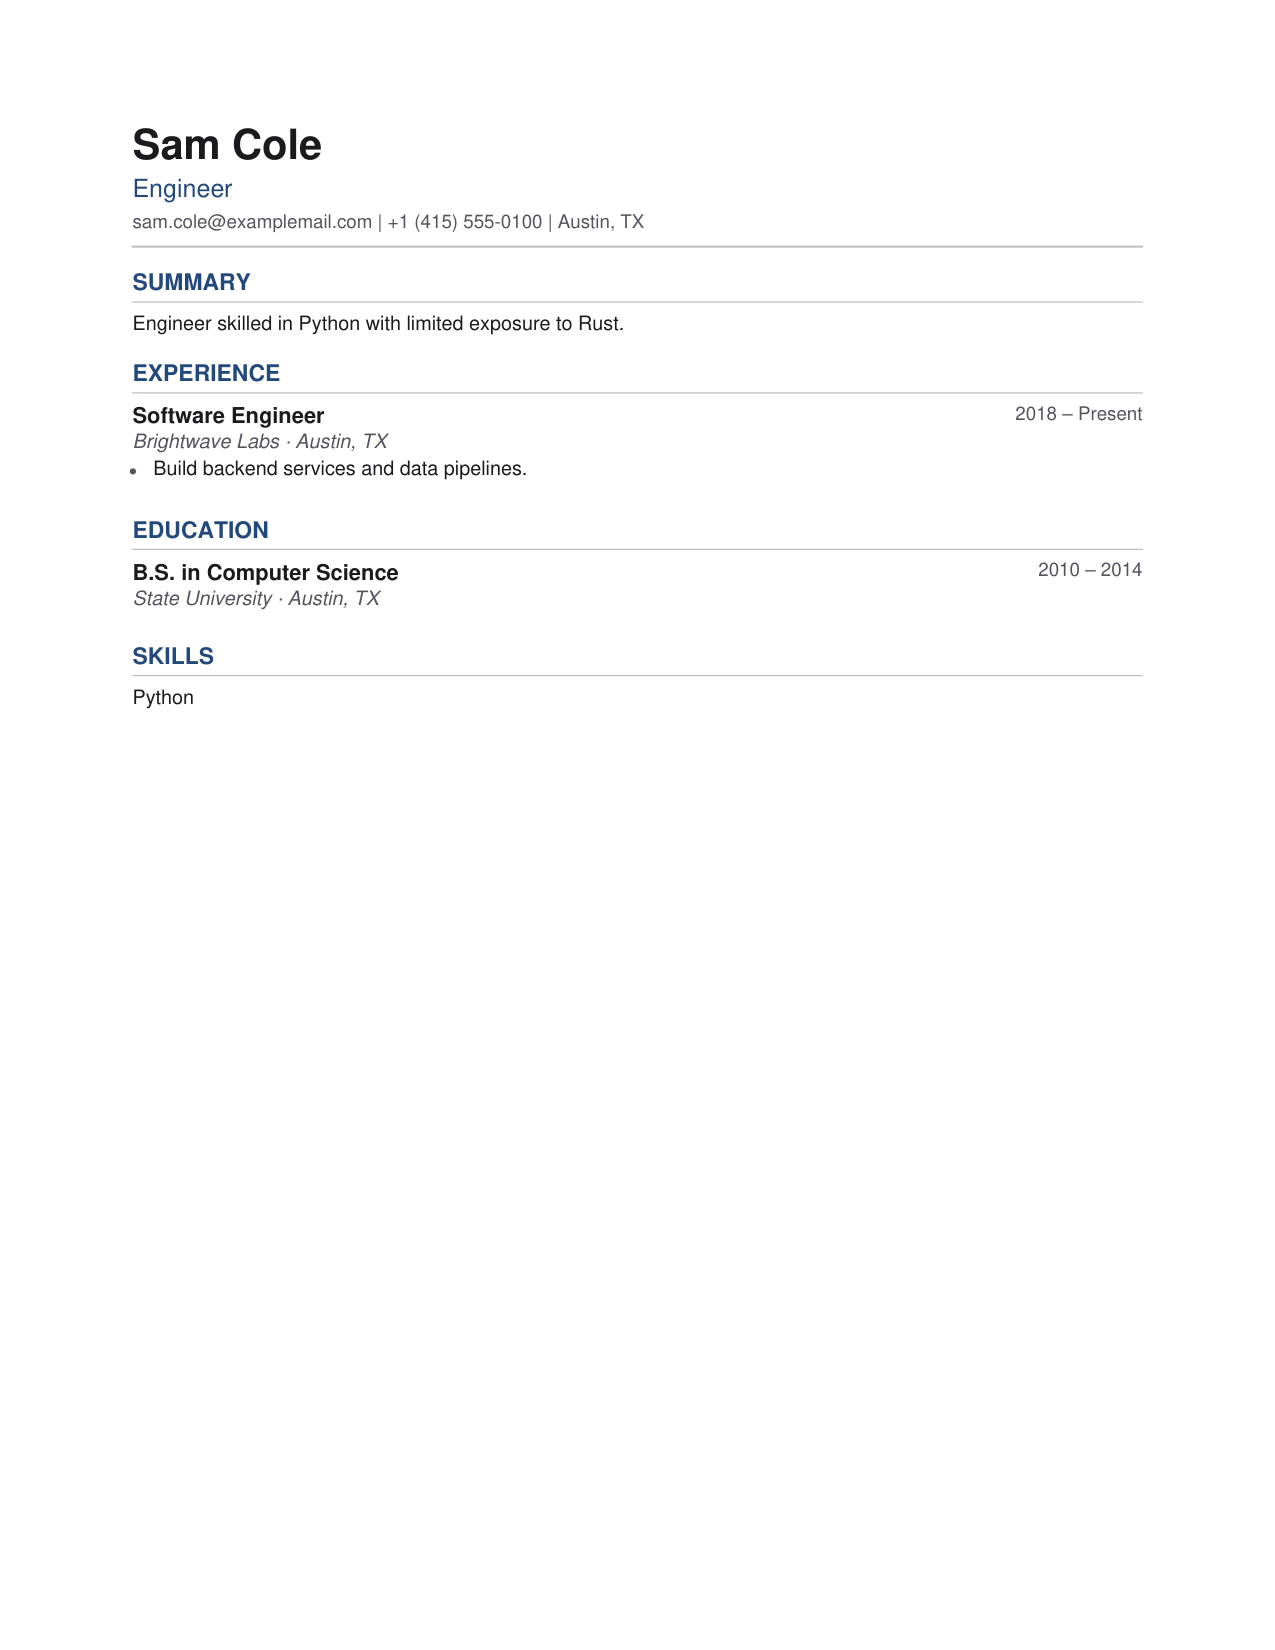 Sam Cole
Engineer
sam.cole@examplemail.com | +1 (415) 555-0100 | Austin, TX
SUMMARY
Engineer skilled in Python with limited exposure to Rust.
EXPERIENCE
Software Engineer 2018 – Present
Brightwave Labs · Austin, TX
• Build backend services and data pipelines.
EDUCATION
B.S. in Computer Science 2010 – 2014
State University · Austin, TX
SKILLS
Python